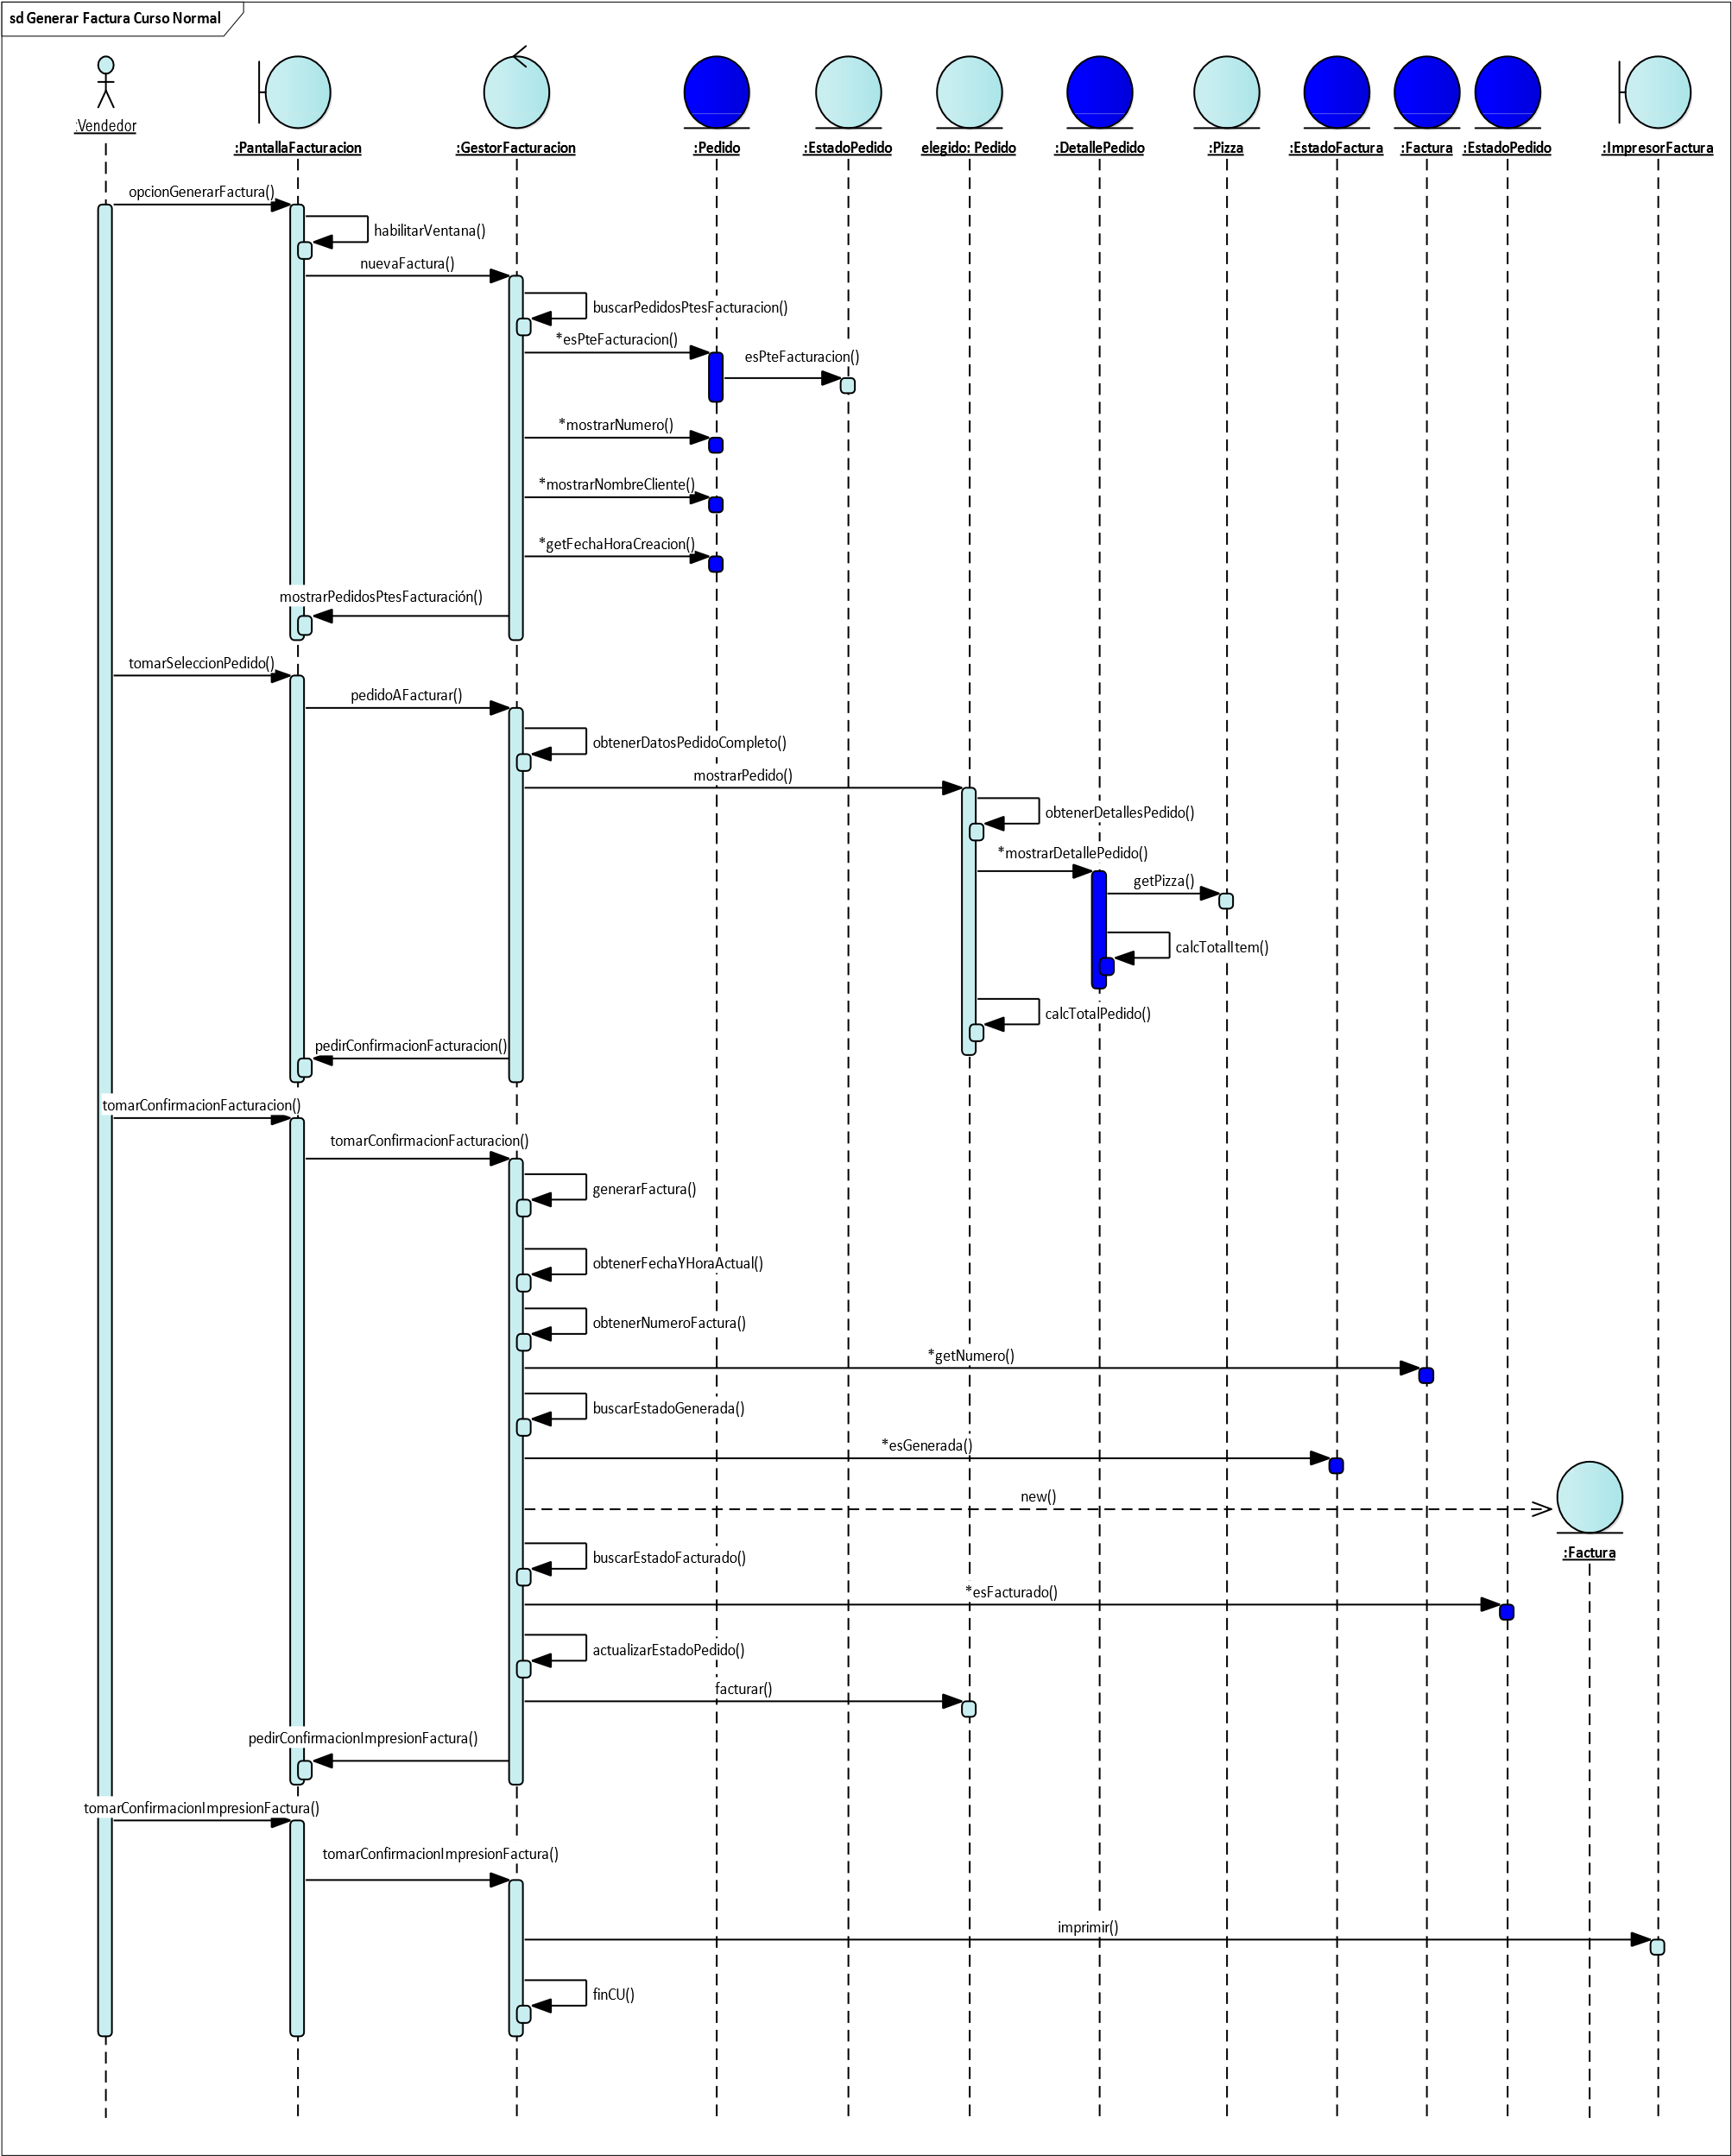 sd Generar Factura Curso Normal
:Vendedor
:PantallaFacturacion
:GestorFacturacion
:Pedido
:EstadoPedido
elegido: Pedido
:DetallePedido
:Pizza
:EstadoFactura
:Factura
:EstadoPedido
:ImpresorFactura
opcionGenerarFactura()
habilitarVentana()
nuevaFactura()
buscarPedidosPtesFacturacion()
*esPteFacturacion()
esPteFacturacion()
*mostrarNumero()
*mostrarNombreCliente()
*getFechaHoraCreacion()
mostrarPedidosPtesFacturación()
tomarSeleccionPedido()
pedidoAFacturar()
obtenerDatosPedidoCompleto()
mostrarPedido()
obtenerDetallesPedido()
*mostrarDetallePedido()
getPizza()
calcTotalItem()
calcTotalPedido()
pedirConfirmacionFacturacion()
tomarConfirmacionFacturacion()
tomarConfirmacionFacturacion()
generarFactura()
obtenerFechaYHoraActual()
obtenerNumeroFactura()
*getNumero()
buscarEstadoGenerada()
*esGenerada()
new()
:Factura
buscarEstadoFacturado()
*esFacturado()
actualizarEstadoPedido()
facturar()
pedirConfirmacionImpresionFactura()
tomarConfirmacionImpresionFactura()
tomarConfirmacionImpresionFactura()
imprimir()
finCU()